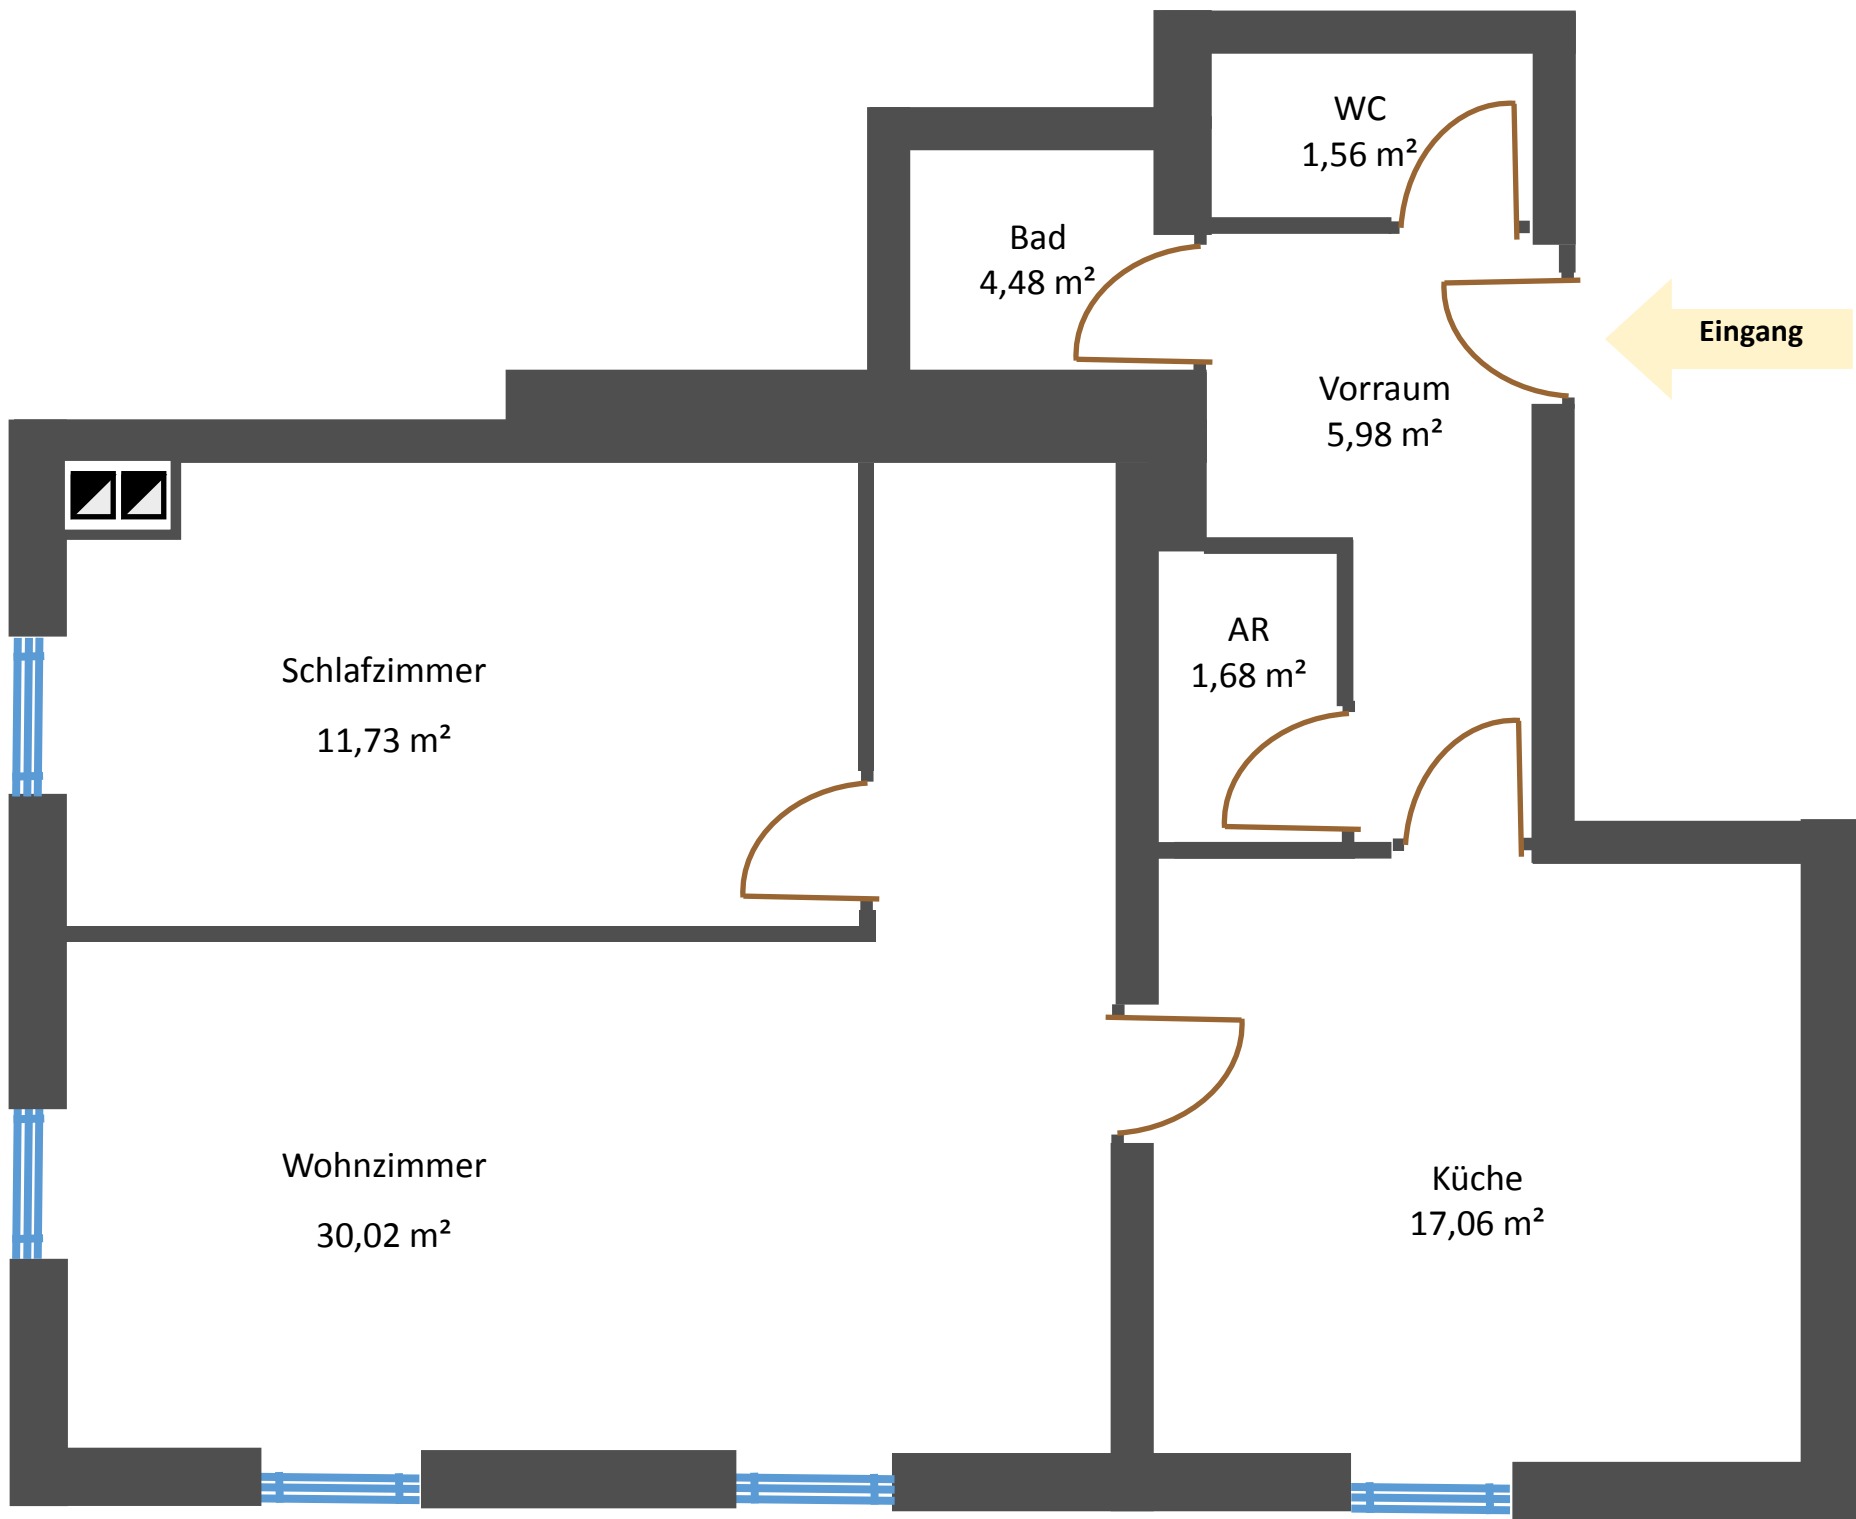 WC
1,56 m²
Bad
4,48 m²
Eingang
Vorraum
5,98 m²
AR
1,68 m²
Schlafzimmer
11,73 m²
Wohnzimmer
30,02 m²
Küche
17,06 m²